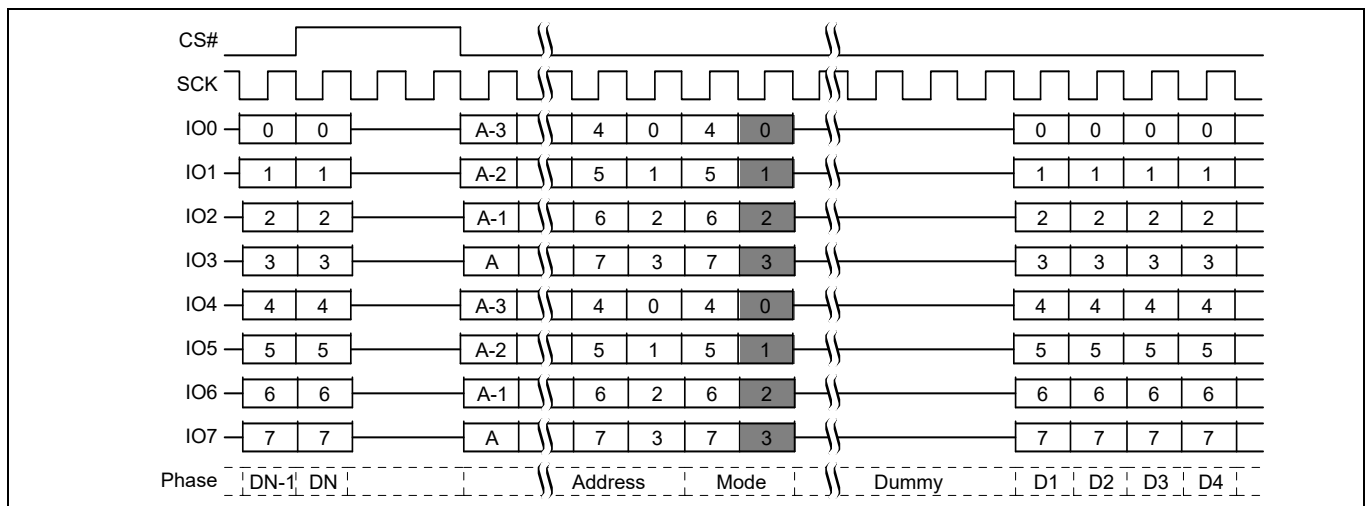 CS#
SCK
IO0 0 0 A-3 4 0 4 0 0 0 0 0
IO1 1 1 A-2 5 1 5 1 1 1 1 1
IO2 2 2 A-1 6 2 6 2 2 2 2 2
IO3 3 3 A 7 3 7 3 3 3 3 3
IO4 4 4 A-3 4 0 4 0 4 4 4 4
IO5 5 5 A-2 5 1 5 1 5 5 5 5
IO6 6 6 A-1 6 2 6 2 6 6 6 6
IO7 7 7 A 7 3 7 3 7 7 7 7
Phase DN-1 DN Address Mode Dummy D1 D2 D3 D4